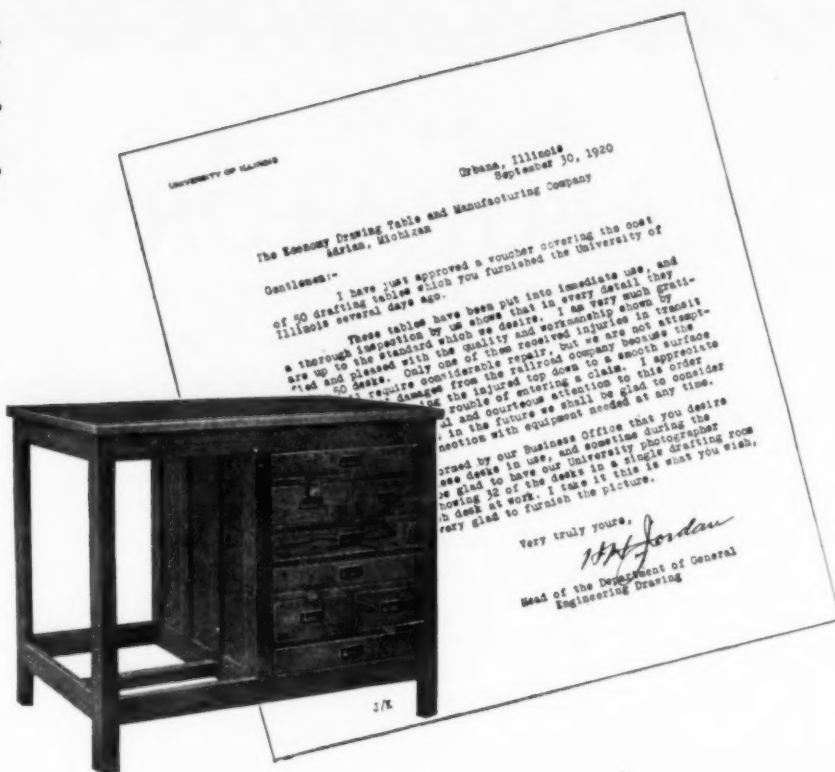 UNIVERSITY OF ILLINOIS
Urbana, Illinois
September 30, 1920
The Economy Drawing Table and Manufacturing Company
Adrian, Michigan
Gentlemen:-
I have just approved a voucher covering the cost
of 50 drafting tables which you furnished the University of
Illinois several days ago.
These tables have been put into immediate use, and
a thorough inspection by us shows that in every detail they
are up to the standard which we desire. I am very much grati-
fied and pleased with the quality and workmanship shown by
50 desks. Only one of them received injuries in transit
require considerable repair, but we are not attempt-
damages from the railroad company because the
ing the injured top down to a smooth surface
rouble of entering a claim. I appreciate
ul and courteous attention to this order
in the future we shall be glad to consider
nection with equipment needed at any time.
ormed by our Business Office that you desire
ese desks in use, and sometime during the
be glad to have our University photographer
howing 32 of the desks in a single drafting room
h desk at work. I take it this is what you wish,
ery glad to furnish the picture.
Very truly yours,
HH Jordan
Head of the Department of General
Engineering Drawing
J/K